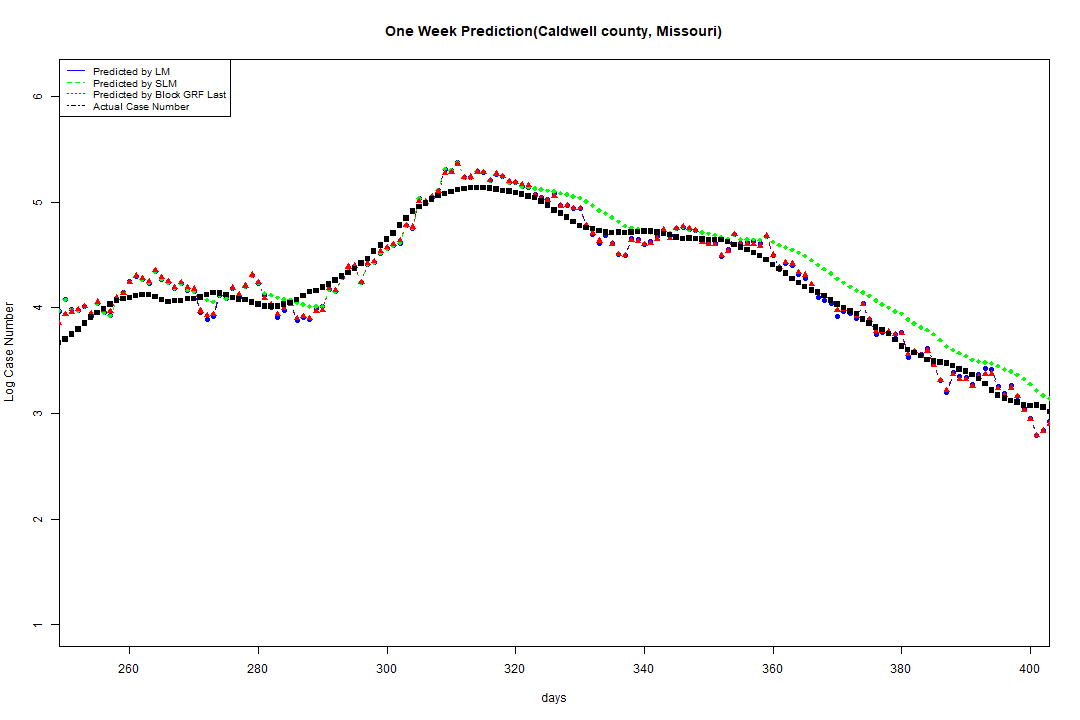 One Week Prediction(Caldwell county, Missouri)
Predicted by LM
Predicted by SLM
Predicted by Block GRF Last
Actual Case Number
Log Case Number
6
5
4
3
2
1
260 280 300 320 340 360 380 400
days